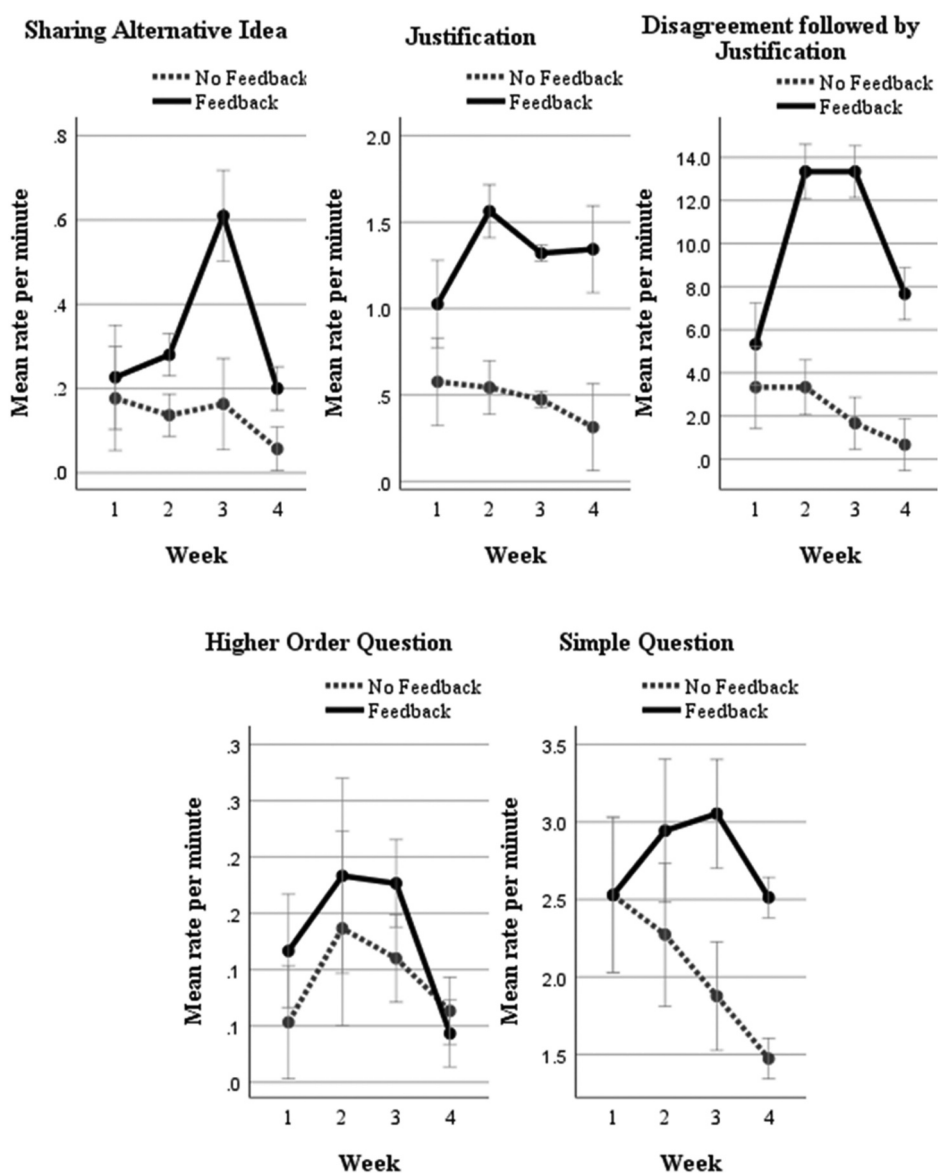 Sharing Alternative Idea
No Feedback
Feedback
Mean rate per minute
.8
.6
.4
.2
.0
1 2 3 4
Week
Justification
No Feedback
Feedback
Mean rate per minute
2.0
1.5
1.0
.5
.0
1 2 3 4
Week
Disagreement followed by
Justification
No Feedback
Feedback
Mean rate per minute
14.0
12.0
10.0
8.0
6.0
4.0
2.0
.0
1 2 3 4
Week
Higher Order Question
No Feedback
Feedback
Mean rate per minute
.3
.3
.2
.2
.1
.1
.0
1 2 3 4
Week
Simple Question
No Feedback
Feedback
Mean rate per minute
3.5
3.0
2.5
2.0
1.5
1 2 3 4
Week